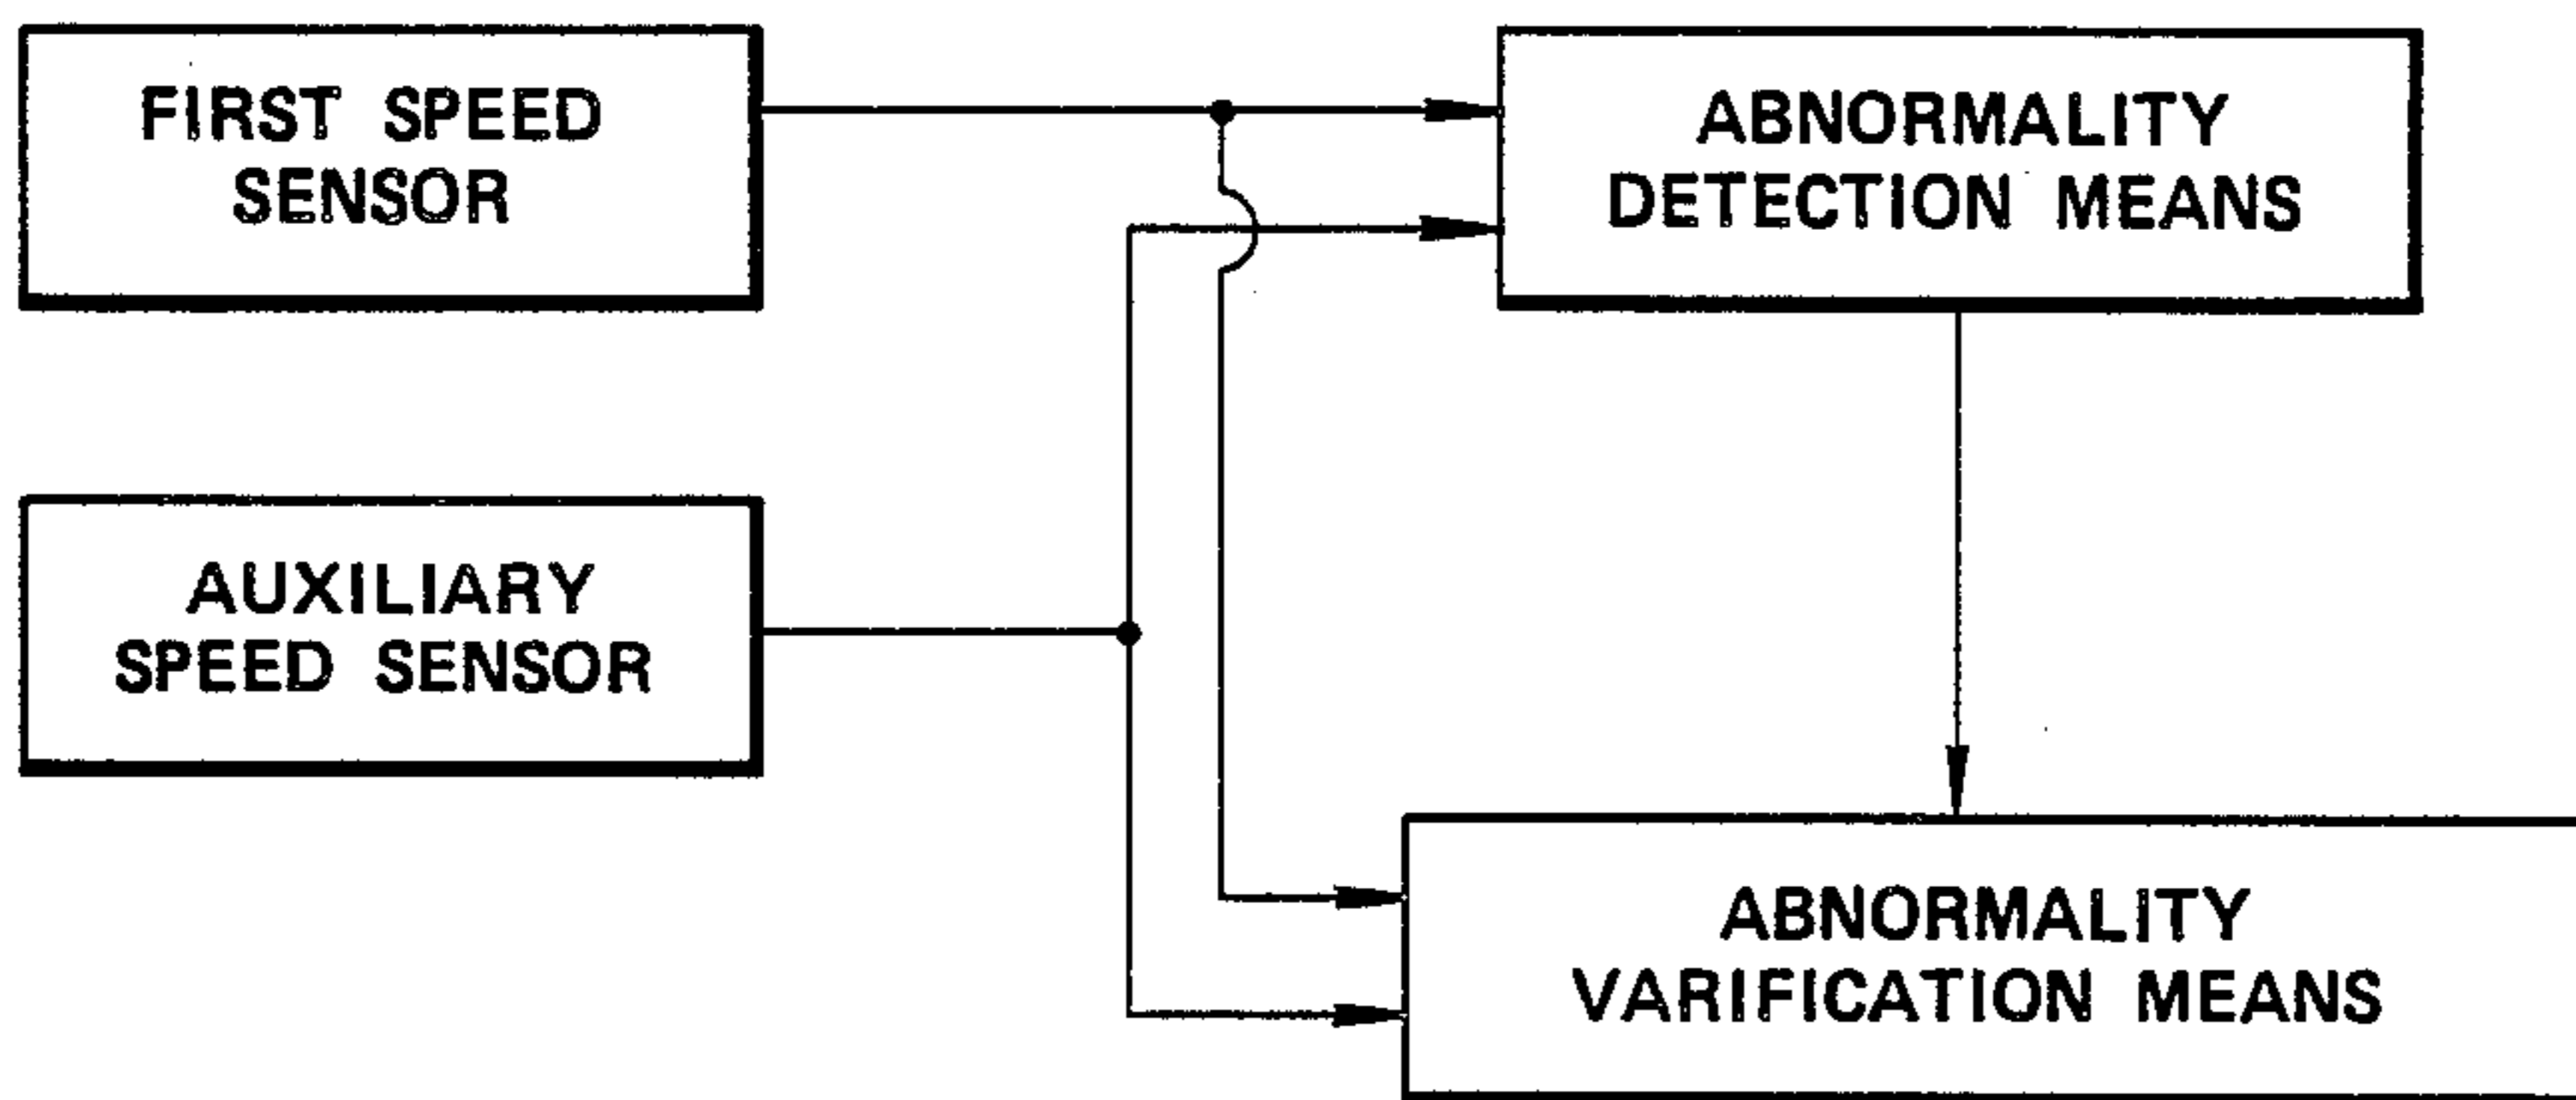 FIRST SPEED
SENSOR
ABNORMALITY
DETECTION MEANS
AUXILIARY
SPEED SENSOR
ABNORMALITY
VARIFICATION MEANS